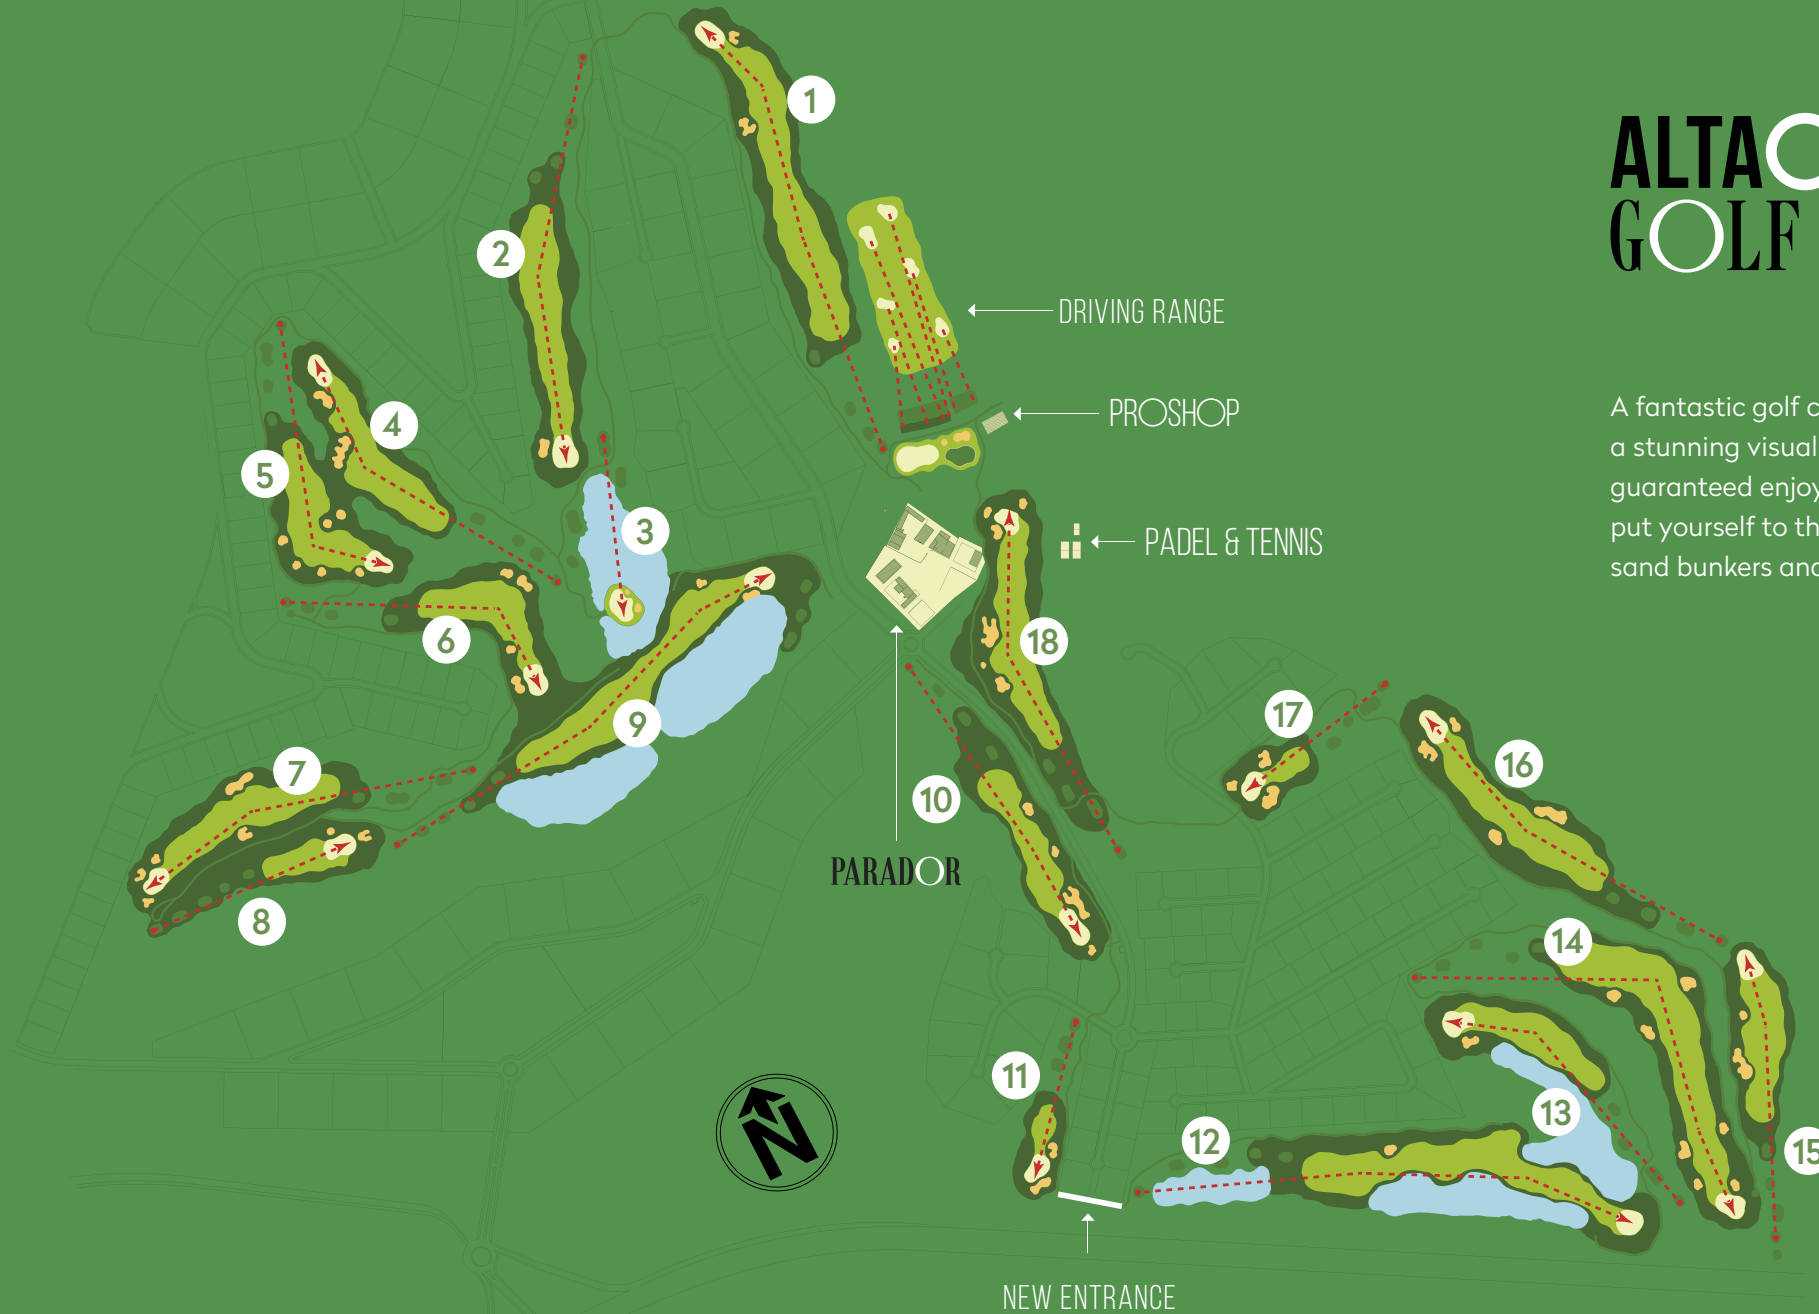 1
ALTAO
GOLF
2
DRIVING RANGE
4
PROSHOP
A fantastic golf c
5
a stunning visual
3
guaranteed enjoy
PADEL & TENNIS
put yourself to th
sand bunkers and
6
18
9
17
7
16
10
PARADOR
8
14
11
13
12
15
N
NEW ENTRANCE